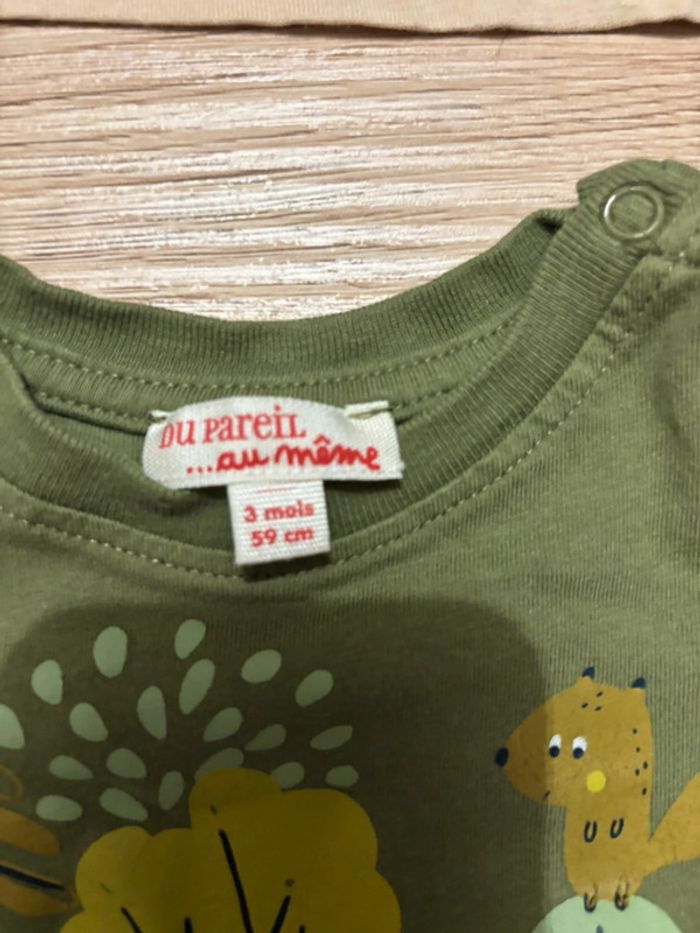 DU PAREIL
...au même
3 mois
59 cm